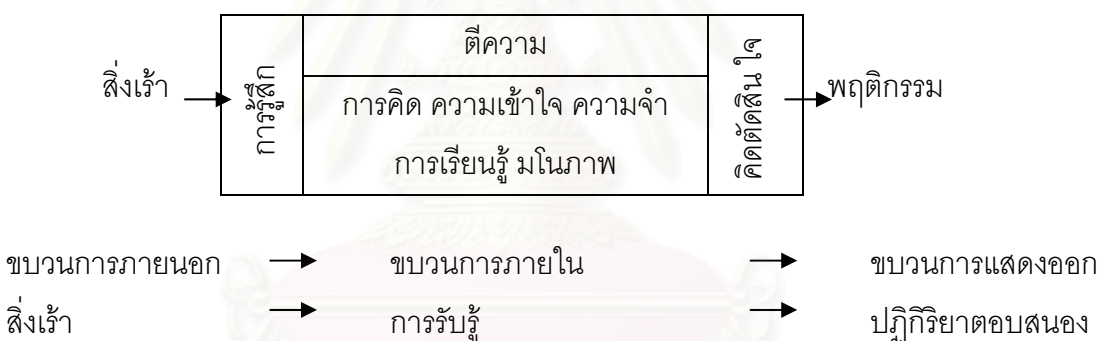 สิ่งเร้า
การรู้สึก
ตีความ
การคิด ความเข้าใจ ความจำ
การเรียนรู้ มโนภาพ
คิดตัดสินใจ
พฤติกรรม
ขบวนการภายนอก ขบวนการภายใน ขบวนการแสดงออก
สิ่งเร้า การรับรู้ ปฏิกิริยาตอบสนอง